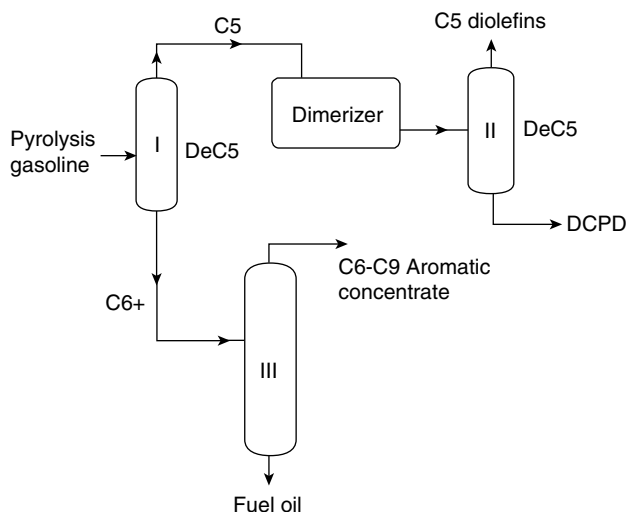 C5
C5 diolefins
Pyrolysis
gasoline
I
DeC5
Dimerizer
II
DeC5
DCPD
C6+
C6-C9 Aromatic
concentrate
III
Fuel oil